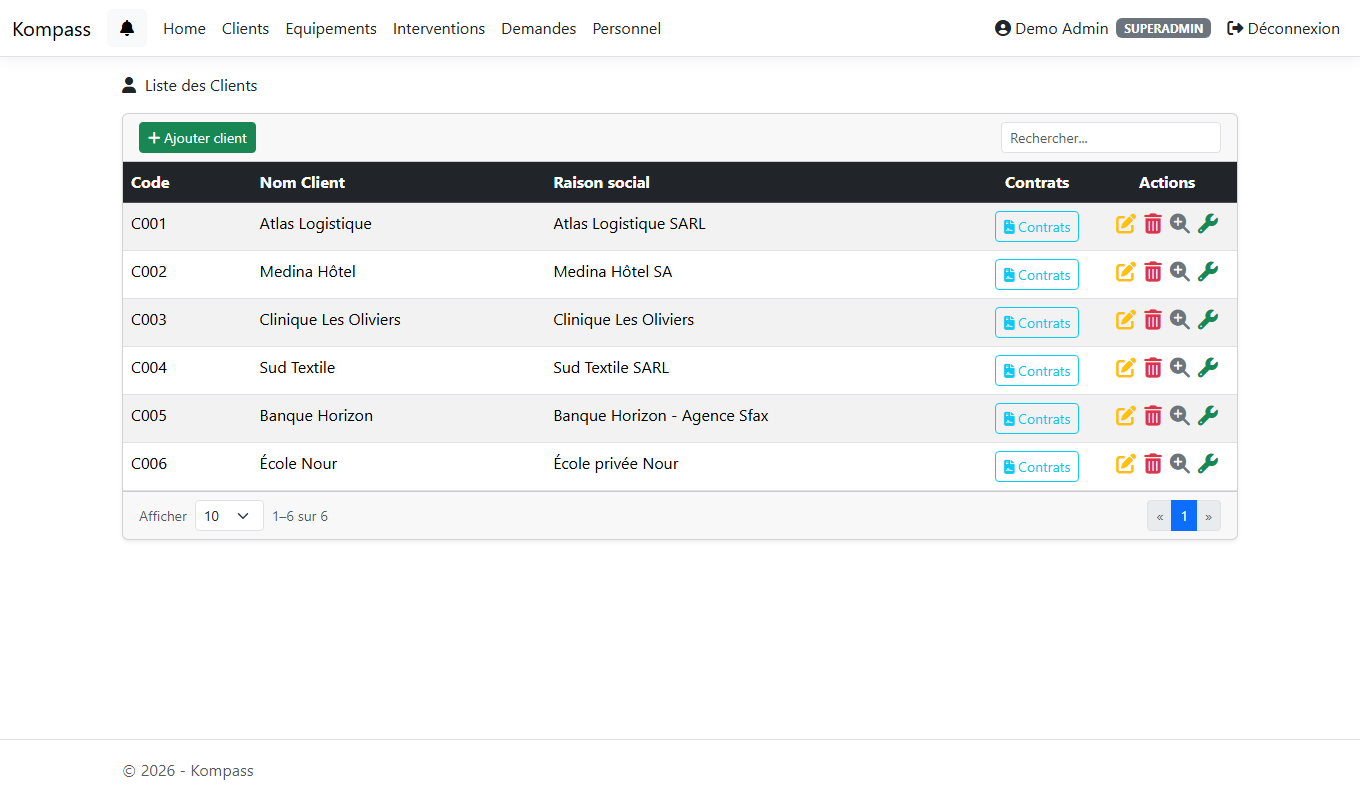 Kompass Home Clients Equipements Interventions Demandes Personnel Demo Admin SUPERADMIN Déconnexion
Liste des Clients
Ajouter client Rechercher...
Code Nom Client Raison social Contrats Actions
C001 Atlas Logistique Atlas Logistique SARL Contrats
C002 Medina Hôtel Medina Hôtel SA Contrats
C003 Clinique Les Oliviers Clinique Les Oliviers Contrats
C004 Sud Textile Sud Textile SARL Contrats
C005 Banque Horizon Banque Horizon - Agence Sfax Contrats
C006 École Nour École privée Nour Contrats
Afficher 10 1–6 sur 6 « 1 »
© 2026 - Kompass